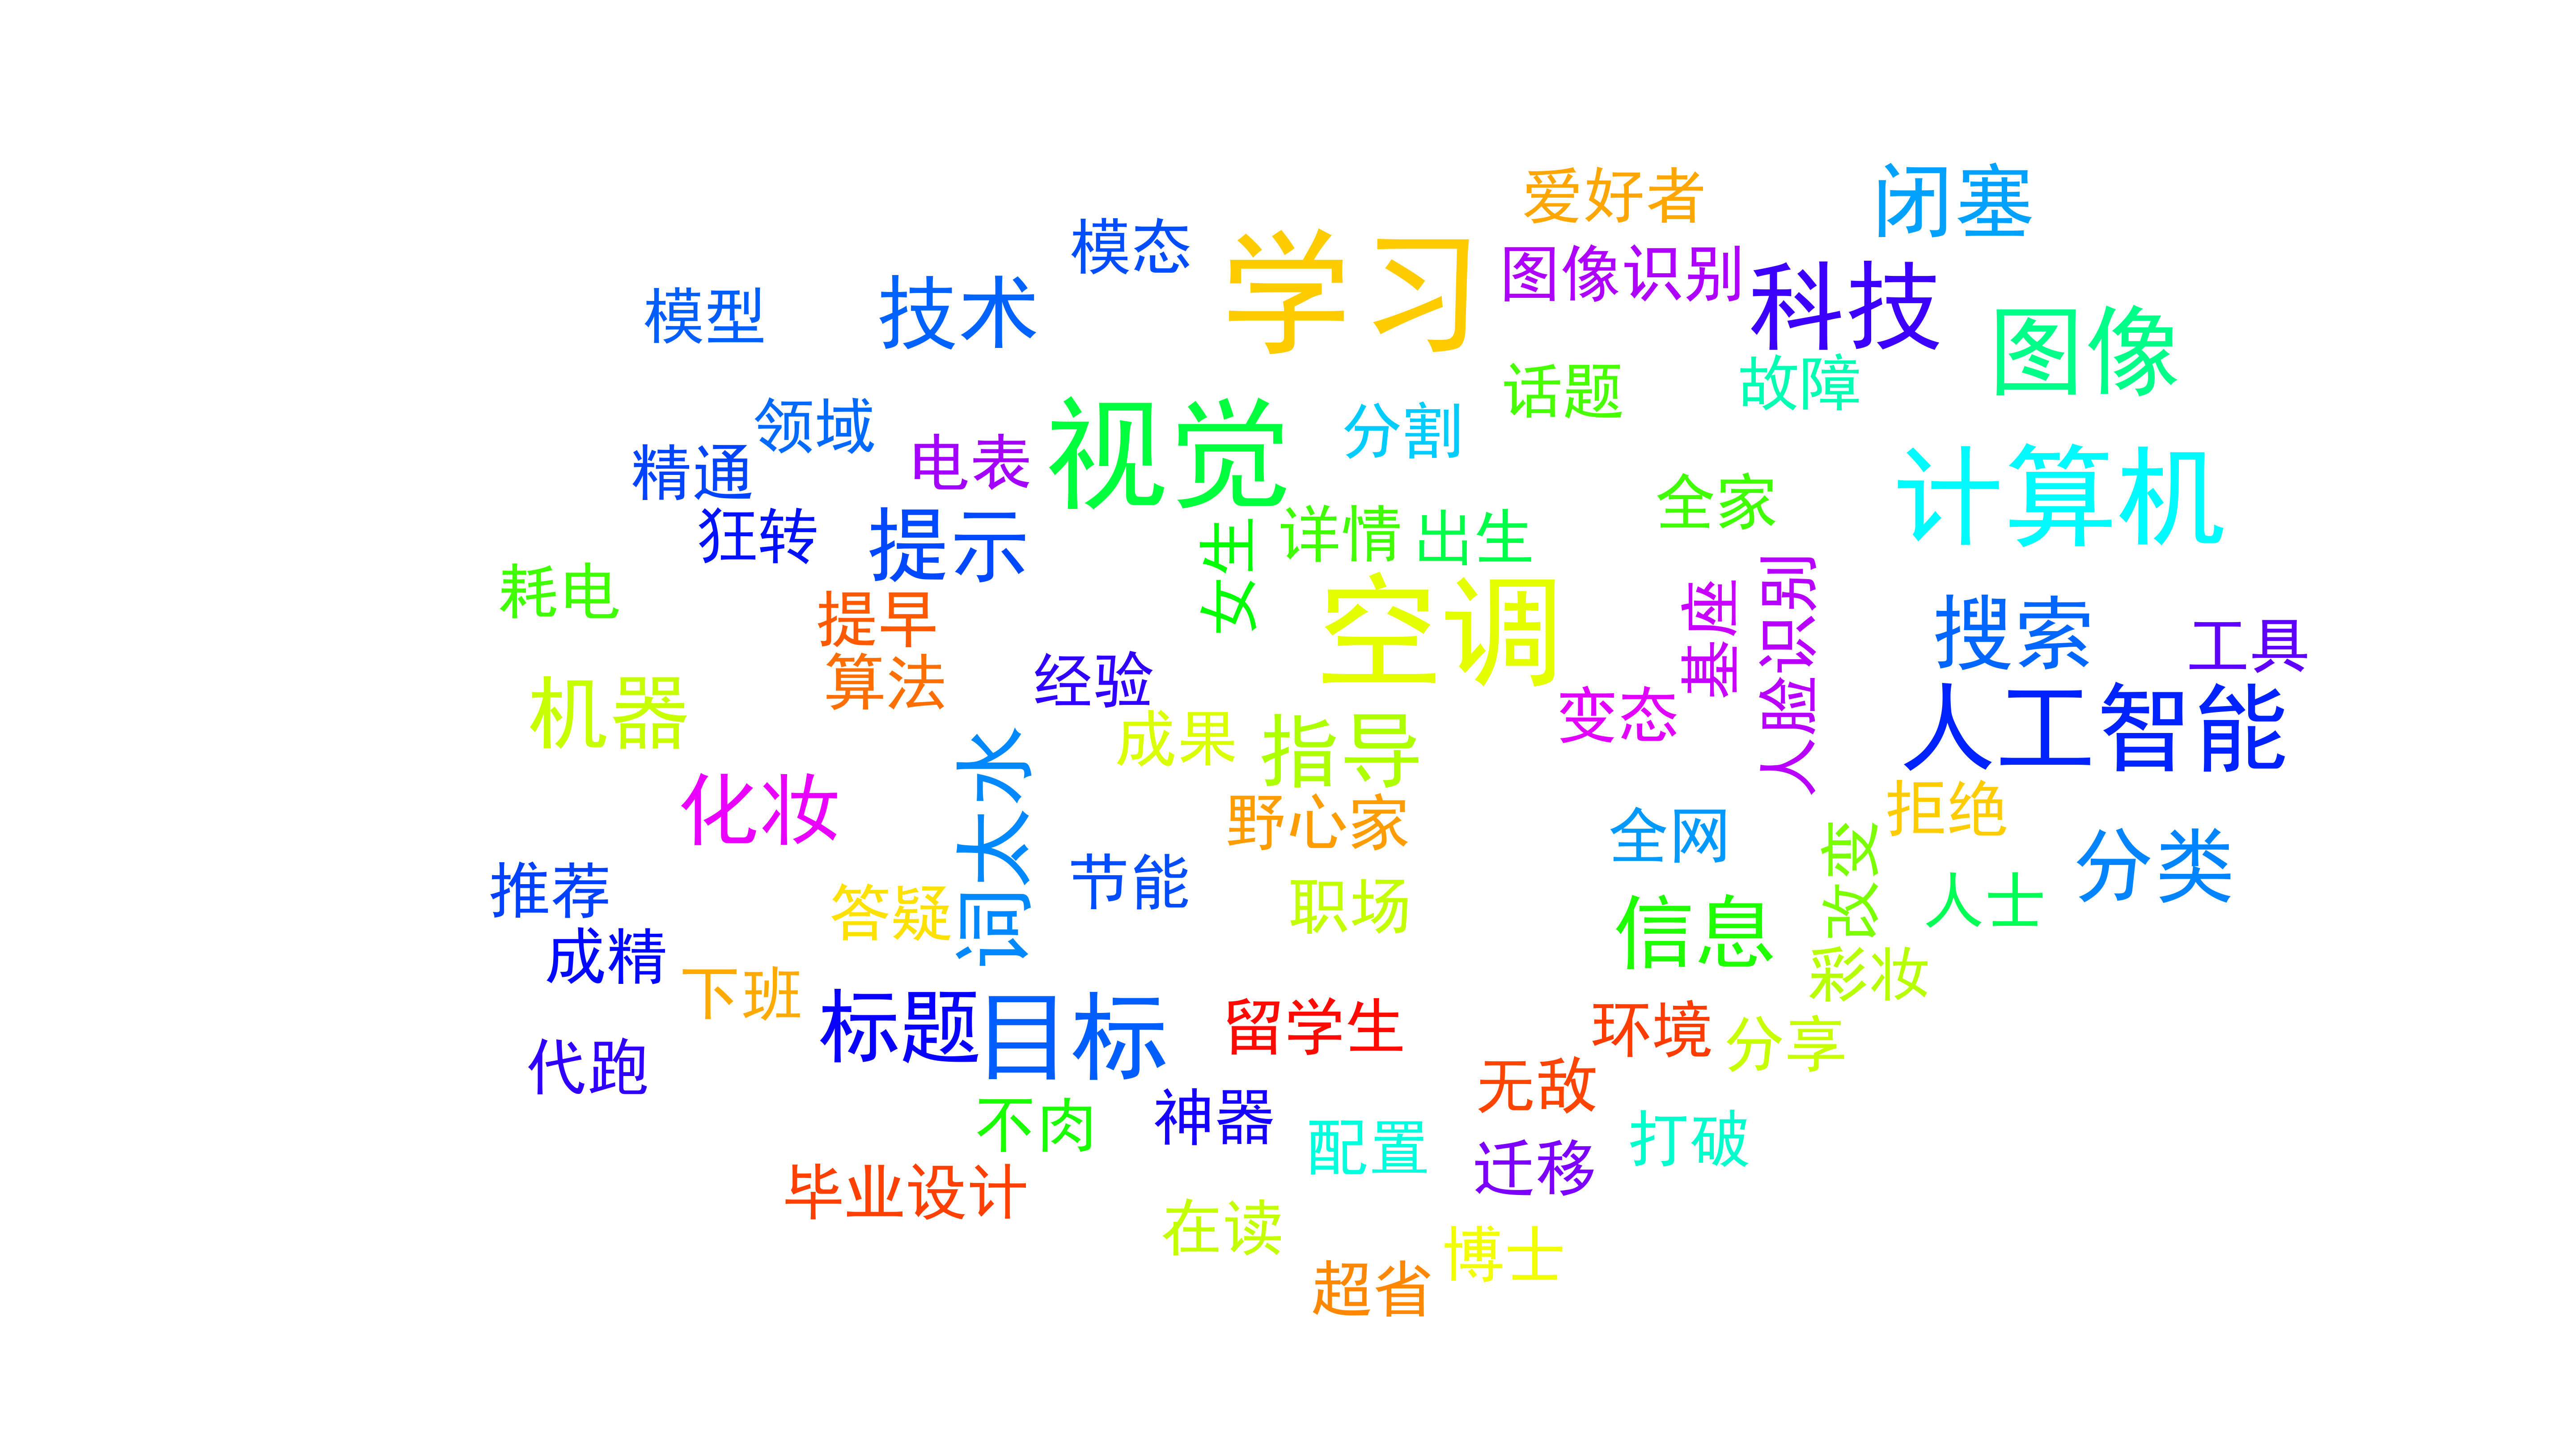 爱好者
闭塞
模态
学习
图像识别
科技
模型
技术
图像
话题
故障
领域
视觉
分割
精通
电表
全家
计算机
狂转
提示
女生
详情
出生
耗电
提早
空调
基座
人脸识别
搜索
工具
算法
经验
机器
成果
指导
变态
人工智能
化妆
词太水
野心家
全网
拒绝
改变
分类
推荐
答疑
节能
职场
信息
人士
成精
下班
彩妆
标题
目标
留学生
环境
分享
代跑
不肉
神器
配置
无敌
打破
迁移
毕业设计
在读
博士
超省